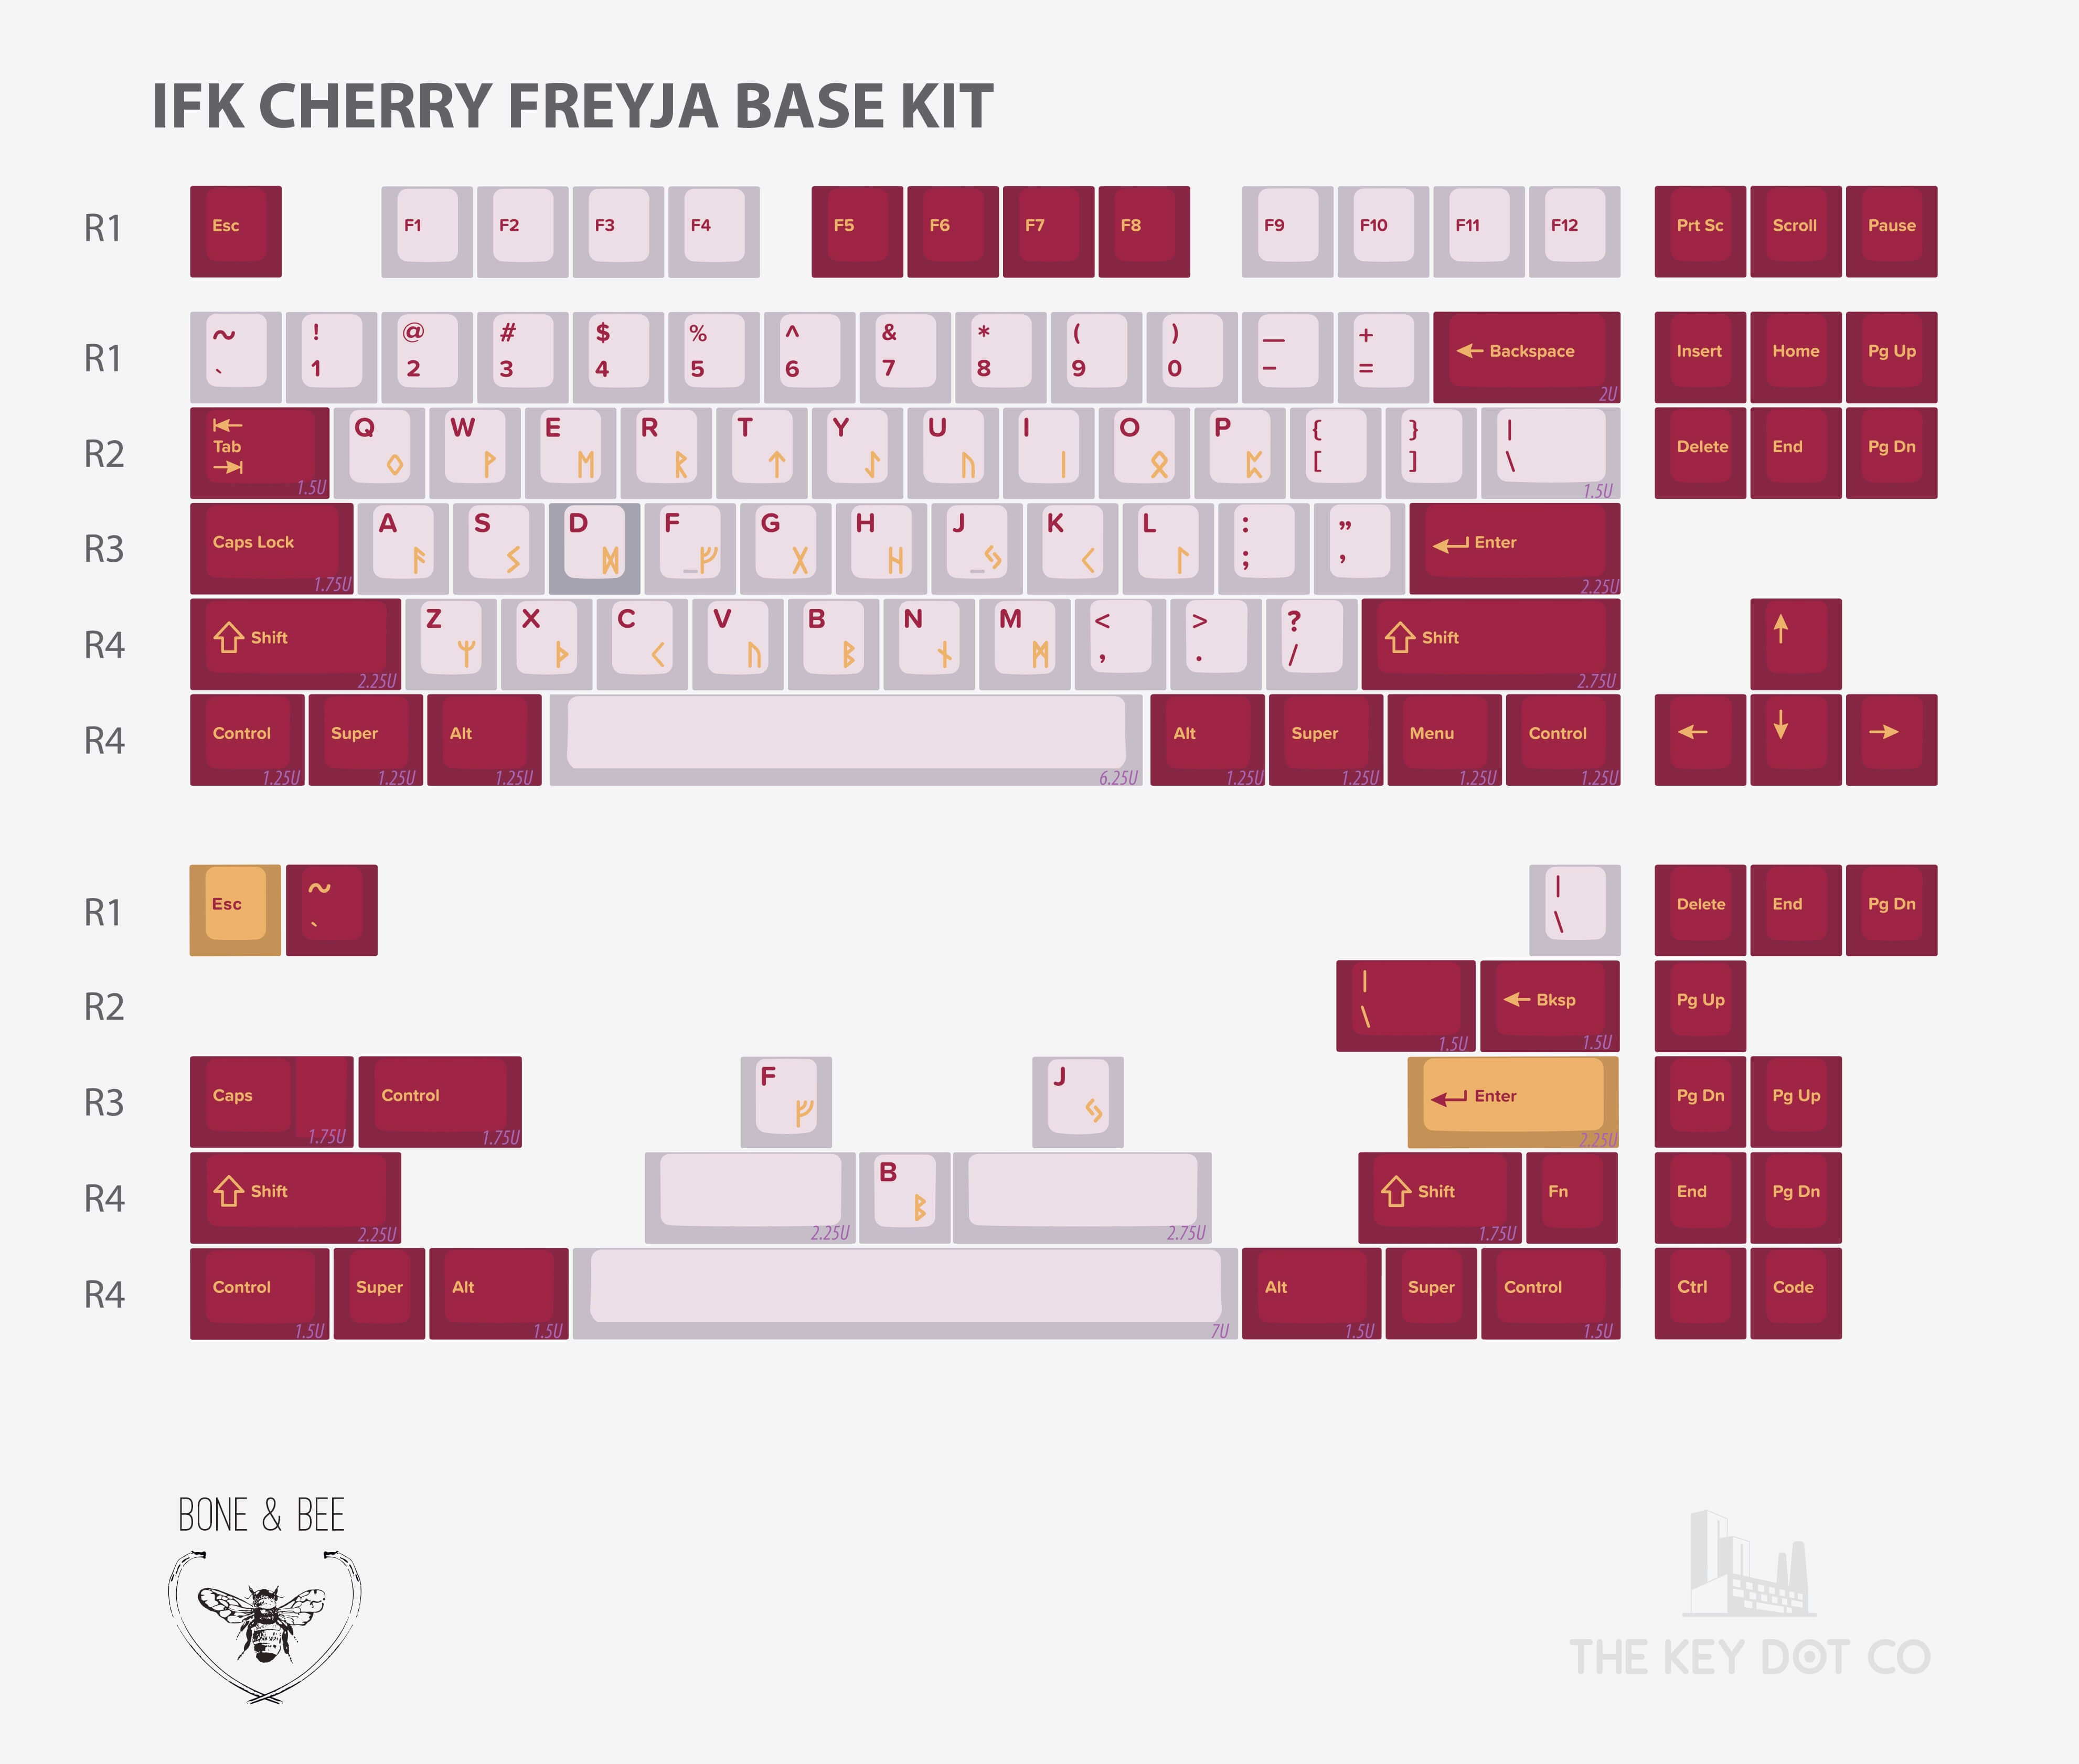 IFK CHERRY FREYJA BASE KIT
R1 Esc F1 F2 F3 F4 F5 F6 F7 F8 F9 F10 F11 F12 Prt Sc Scroll Pause
R1 ~ ` ! 1 @ 2 # 3 $ 4 % 5 ^ 6 & 7 * 8 ( 9 ) 0 — - + = ← Backspace 2U Insert Home Pg Up
R2 Tab 1.5U Q ᛜ W ᚹ E ᛖ R ᚱ T ᛏ Y ᛇ U ᚢ I ᛁ O ᛟ P ᛈ { [ } ] | \ 1.5U Delete End Pg Dn
R3 Caps Lock 1.75U A ᚨ S ᛊ D ᛞ F _ᚠ G ᚷ H ᚺ J _ᛃ K ᚲ L ᛚ : ; ” ’ Enter 2.25U
R4 Shift 2.25U Z ᛉ X ᚦ C ᚲ V ᚢ B ᛒ N ᚾ M ᛗ < , > . ? / Shift 2.75U ↑
R4 Control 1.25U Super 1.25U Alt 1.25U 6.25U Alt 1.25U Super 1.25U Menu 1.25U Control 1.25U ← ↓ →
R1 Esc ~ ` | \ Delete End Pg Dn
R2 | \ 1.5U ← Bksp 1.5U Pg Up
R3 Caps 1.75U Control 1.75U F ᚠ J ᛃ Enter 2.25U Pg Dn Pg Up
R4 Shift 2.25U 2.25U B ᛒ 2.75U Shift 1.75U Fn End Pg Dn
R4 Control 1.5U Super Alt 1.5U 7U Alt 1.5U Super Control 1.5U Ctrl Code
BONE & BEE
THE KEY DOT CO